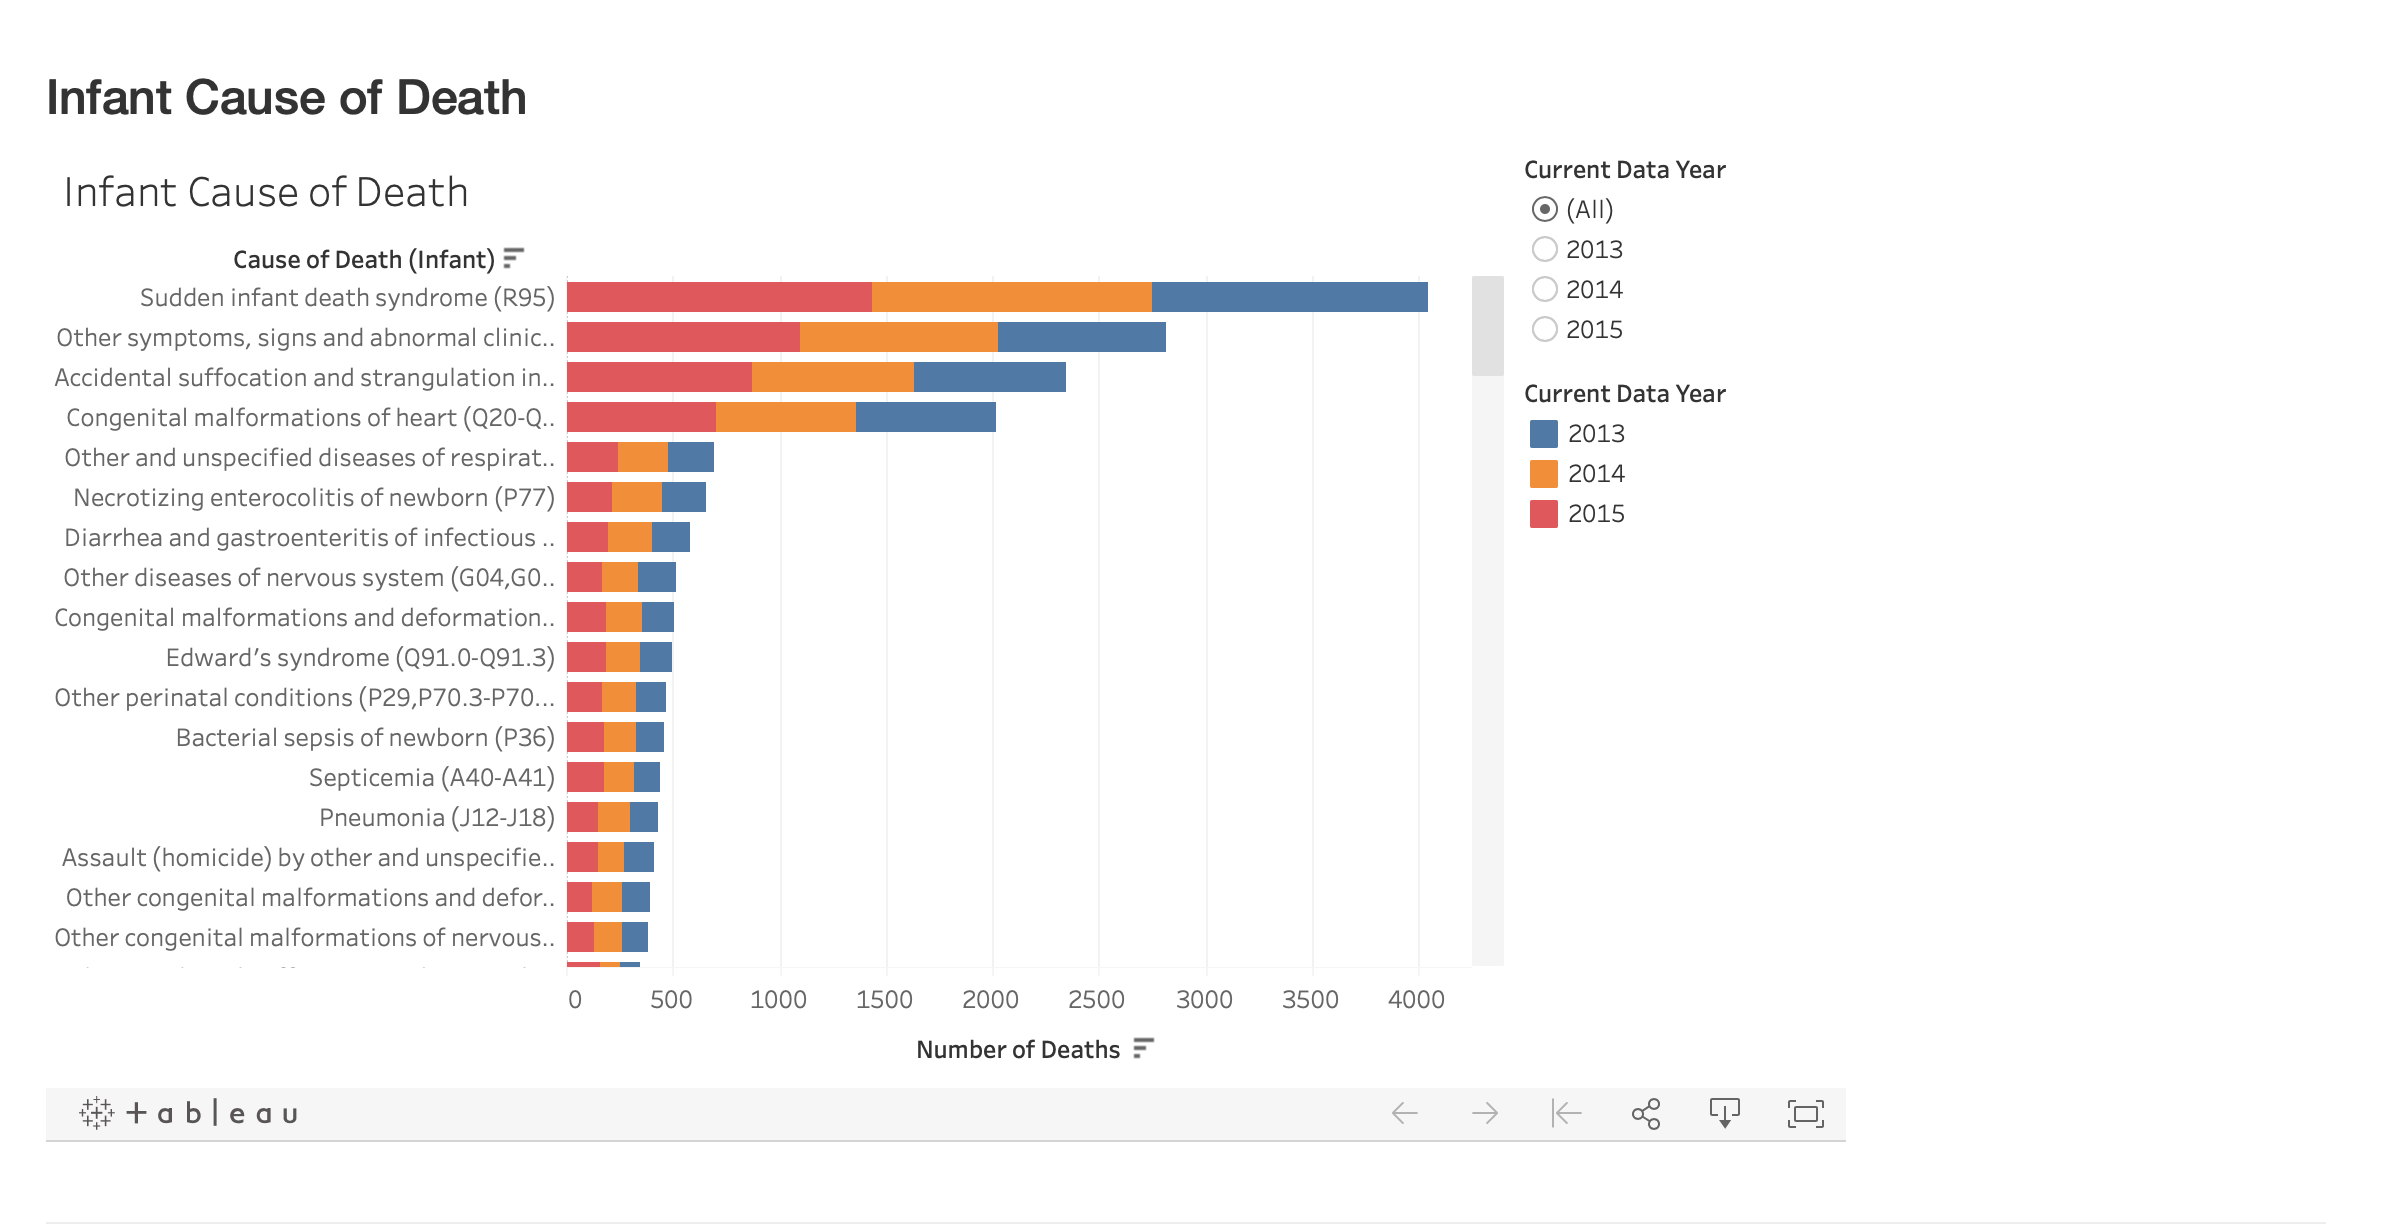 Infant Cause of Death
Infant Cause of Death
Cause of Death (Infant)
Sudden infant death syndrome (R95)
Other symptoms, signs and abnormal clinic..
Accidental suffocation and strangulation in..
Congenital malformations of heart (Q20-Q..
Other and unspecified diseases of respirat..
Necrotizing enterocolitis of newborn (P77)
Diarrhea and gastroenteritis of infectious ..
Other diseases of nervous system (G04,G0..
Congenital malformations and deformation..
Edward’s syndrome (Q91.0-Q91.3)
Other perinatal conditions (P29,P70.3-P70...
Bacterial sepsis of newborn (P36)
Septicemia (A40-A41)
Pneumonia (J12-J18)
Assault (homicide) by other and unspecifie..
Other congenital malformations and defor..
Other congenital malformations of nervous..
0 500 1000 1500 2000 2500 3000 3500 4000
Number of Deaths
Current Data Year
(All)
2013
2014
2015
Current Data Year
2013
2014
2015
+ableau